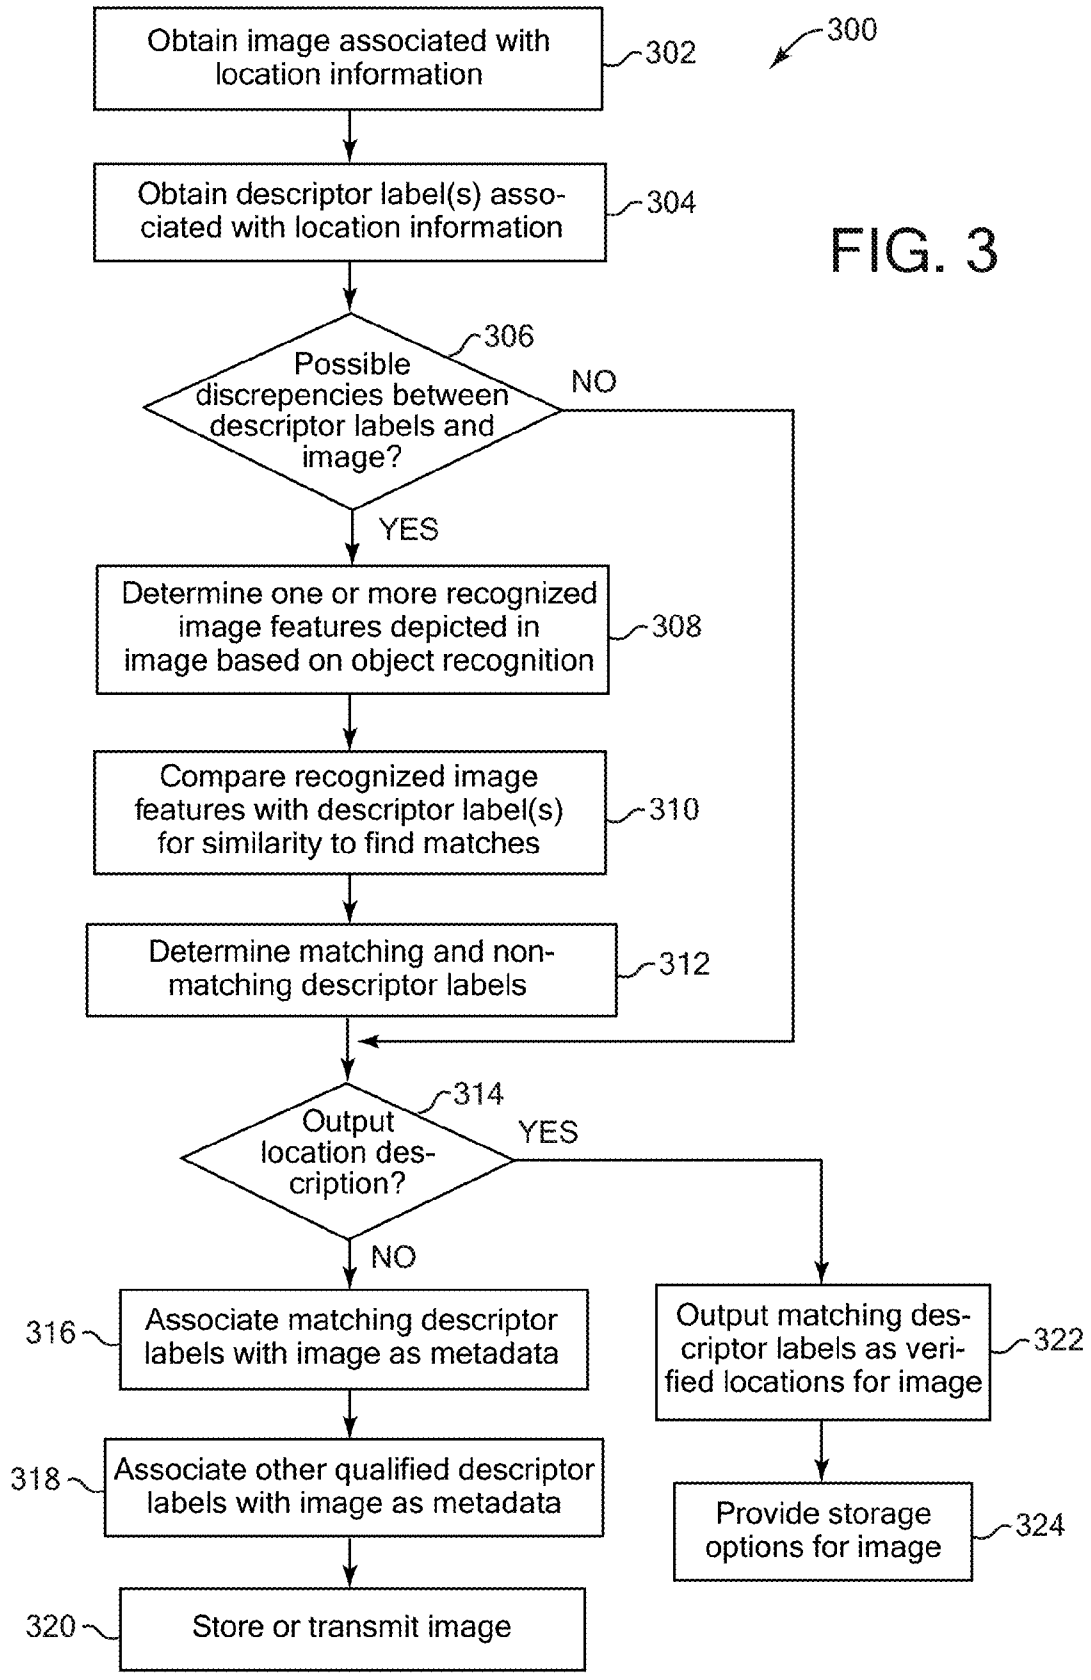 Obtain image associated with
location information
302
300
Obtain descriptor label(s) asso-
ciated with location information
304
FIG. 3
306
Possible
discrepencies between
descriptor labels and
image?
NO
YES
Determine one or more recognized
image features depicted in
image based on object recognition
308
Compare recognized image
features with descriptor label(s)
for similarity to find matches
310
Determine matching and non-
matching descriptor labels
312
314
Output
location des-
cription?
YES
NO
316
Associate matching descriptor
labels with image as metadata
Output matching des-
criptor labels as veri-
fied locations for image
322
318
Associate other qualified descriptor
labels with image as metadata
Provide storage
options for image
324
320
Store or transmit image